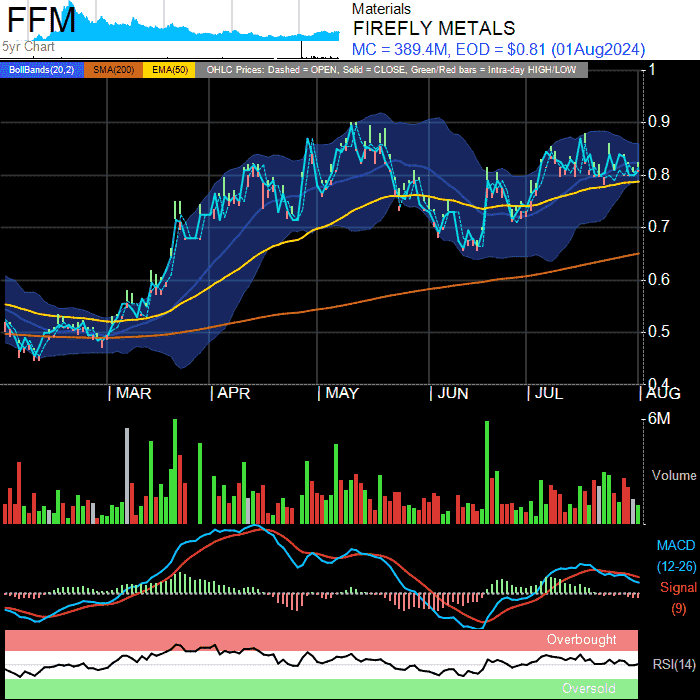 FFM
5yr Chart
Materials
FIREFLY METALS
MC = 389.4M, EOD = $0.81 (01Aug2024)
BollBands(20,2) SMA(200) EMA(50) OHLC Prices: Dashed = OPEN, Solid = CLOSE, Green/Red bars = Intra-day HIGH/LOW
1
0.9
0.8
0.7
0.6
0.5
0.4
MAR APR MAY JUN JUL AUG
6M
Volume
MACD
(12-26)
Signal
(9)
Overbought
RSI(14)
Oversold